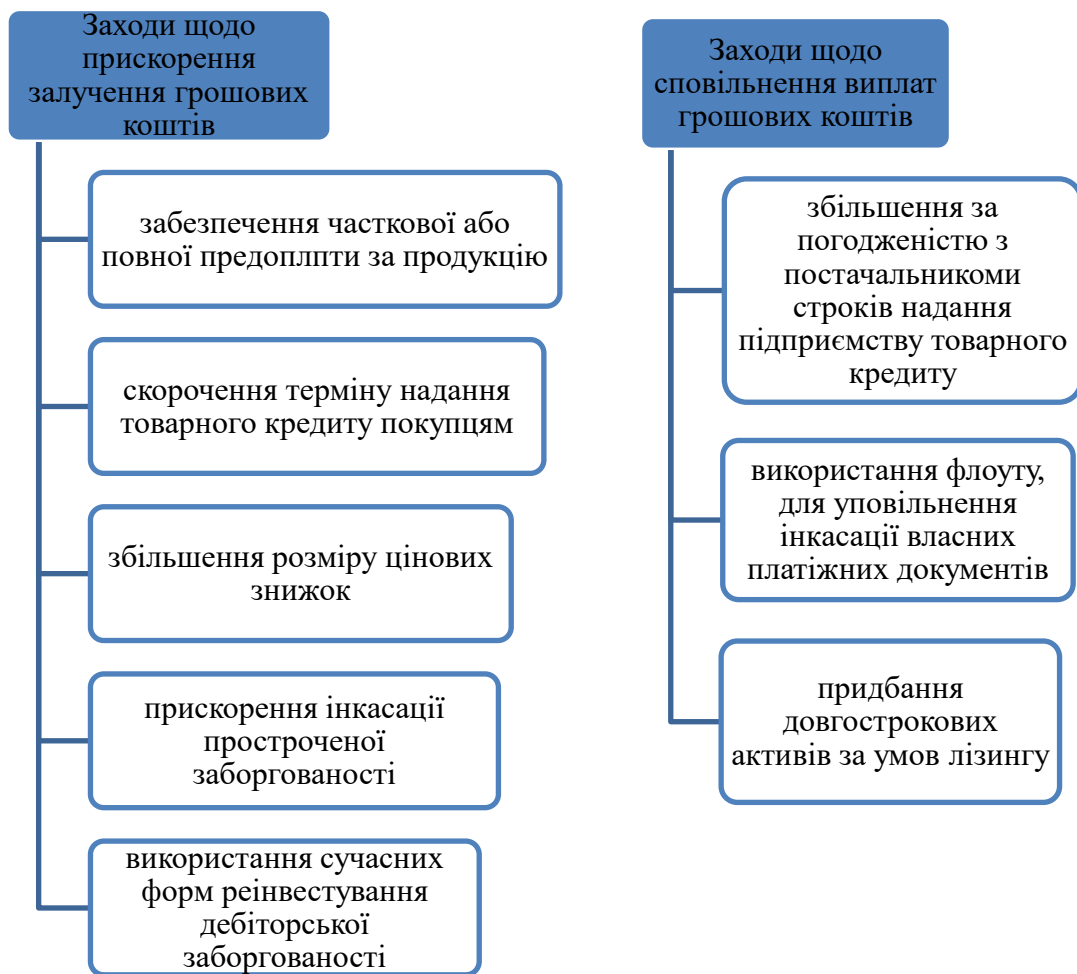 Заходи щодо
прискорення
залучення грошових
коштів
забезпечення часткової або
повної предоплпти за продукцію
скорочення терміну надання
товарного кредиту покупцям
збільшення розміру цінових
знижок
прискорення інкасації
простроченої
заборгованості
використання сучасних
форм реінвестування
дебіторської
заборгованості
Заходи щодо
сповільнення виплат
грошових коштів
збільшення за
погодженістю з
постачальникоми
строків надання
підприємству товарного
кредиту
використання флоуту,
для уповільнення
інкасації власних
платіжних документів
придбання
довгострокових
активів за умов лізингу